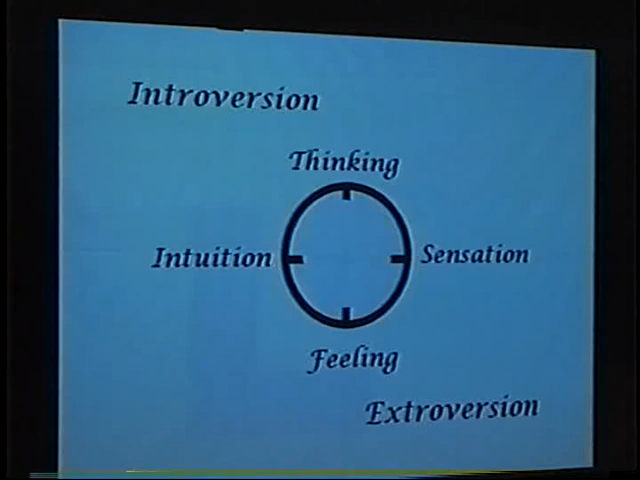 Introversion
Thinking
Intuition
Sensation
Feeling
Extroversion